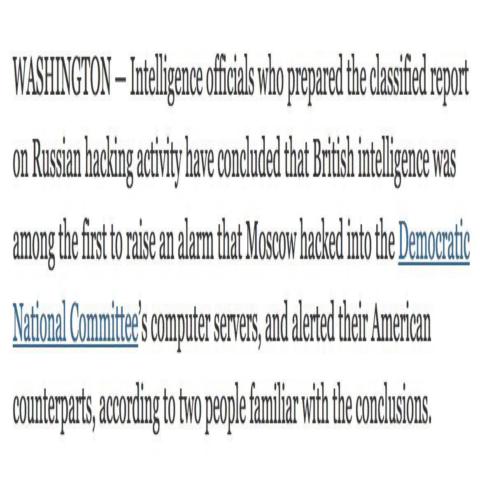 WASHINGTON — Intelligence officials who prepared the classified report
on Russian hacking activity have concluded that British intelligence was
among the first to raise an alarm that Moscow hacked into the Democratic
National Committee's computer servers, and alerted their American
counterparts, according to two people familiar with the conclusions.